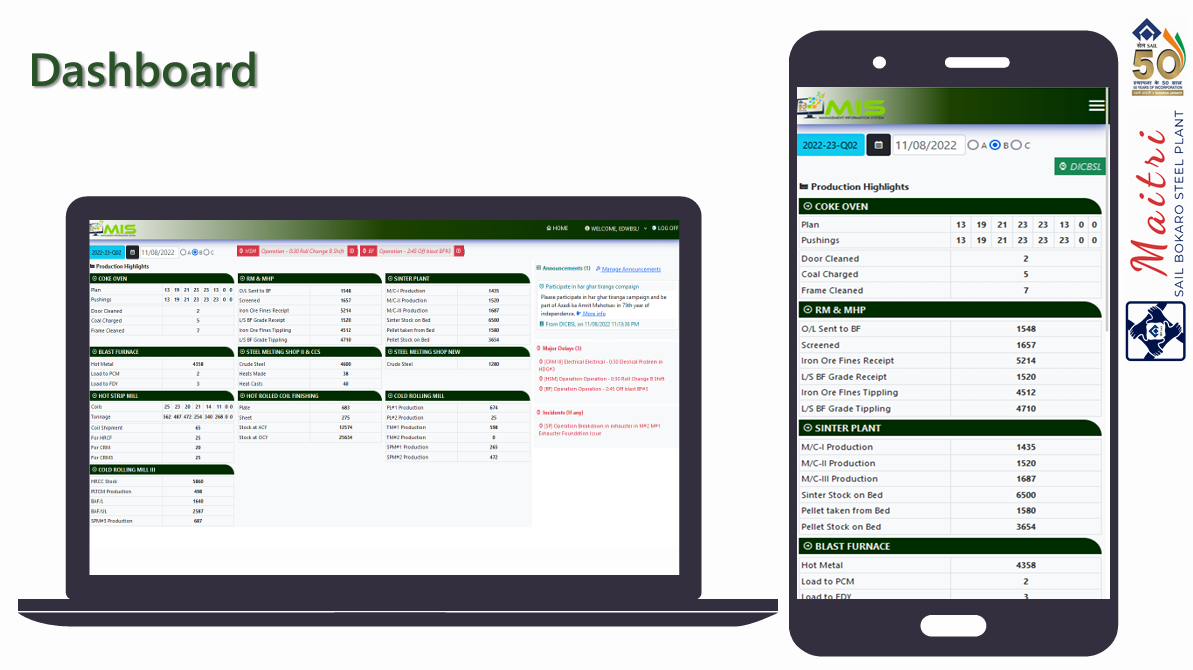 Dashboard
MIS
MANAGEMENT INFORMATION SYSTEM
HOME WELCOME, EDWBSL! LOG OFF
2022-23-Q02 11/08/2022 A B C
HSM Operation - 0:30 Roll Change B Shift
BF Operation - 2:45 Off blast BF#3
Production Highlights
COKE OVEN
Plan 13 19 21 23 23 13 0 0
Pushings 13 19 21 23 23 23 0 0
Door Cleaned 2
Coal Charged 5
Frame Cleaned 7
RM & MHP
O/L Sent to BF 1548
Screened 1657
Iron Ore Fines Receipt 5214
L/S BF Grade Receipt 1520
Iron Ore Fines Tippling 4512
L/S BF Grade Tippling 4710
SINTER PLANT
M/C-I Production 1435
M/C-II Production 1520
M/C-III Production 1687
Sinter Stock on Bed 6500
Pellet taken from Bed 1580
Pellet Stock on Bed 3654
BLAST FURNACE
Hot Metal 4358
Load to PCM 2
Load to FDY 3
STEEL MELTING SHOP II & CCS
Crude Steel 4600
Heats Made 38
Heat Casts 40
STEEL MELTING SHOP NEW
Crude Steel 1280
HOT STRIP MILL
Coils 25 23 20 21 14 11 0 0
Tonnage 562 487 472 254 340 268 0 0
Coil Shipment 65
For HRCF 25
For CRM 20
For CRM3 25
HOT ROLLED COIL FINISHING
Plate 683
Sheet 275
Stock at ACT 12574
Stock at OCT 25634
COLD ROLLING MILL
PL#1 Production 674
PL#2 Production 25
TM#1 Production 598
TM#2 Production 0
SPM#1 Production 265
SPM#2 Production 472
COLD ROLLING MILL III
HRCC Stock 5860
PLTCM Production 498
BAF/L 1640
BAF/UL 2587
SPM#3 Production 687
Announcements (1) Manage Announcements
Participate in har ghar tiranga campaign
Please participate in har ghar tiranga campaign and be
part of Azadi ka Amrit Mahotsav in 75th year of
independence. More info
From DICBSL on 11/08/2022 11:13:38 PM
Major Delays (3)
[CRM III] Electrical Electrical - 0:30 Electrical Problem in
HDG#3
[HSM] Operation Operation - 0:30 Roll Change B Shift
[BF] Operation Operation - 2:45 Off blast BF#3
Incidents (If any)
[SP] Operation Breakdown in exhauster in M#2 M#1
Exhauster Foundation Issue
MIS
MANAGEMENT INFORMATION SYSTEM
2022-23-Q02 11/08/2022 A B C
DICBSL
Production Highlights
COKE OVEN
Plan 13 19 21 23 23 13 0 0
Pushings 13 19 21 23 23 23 0 0
Door Cleaned 2
Coal Charged 5
Frame Cleaned 7
RM & MHP
O/L Sent to BF 1548
Screened 1657
Iron Ore Fines Receipt 5214
L/S BF Grade Receipt 1520
Iron Ore Fines Tippling 4512
L/S BF Grade Tippling 4710
SINTER PLANT
M/C-I Production 1435
M/C-II Production 1520
M/C-III Production 1687
Sinter Stock on Bed 6500
Pellet taken from Bed 1580
Pellet Stock on Bed 3654
BLAST FURNACE
Hot Metal 4358
Load to PCM 2
Load to FDY 3
सेल SAIL
50
स्थापना के 50 साल
50 YEARS OF INCORPORATION
Maitri
SAIL BOKARO STEEL PLANT